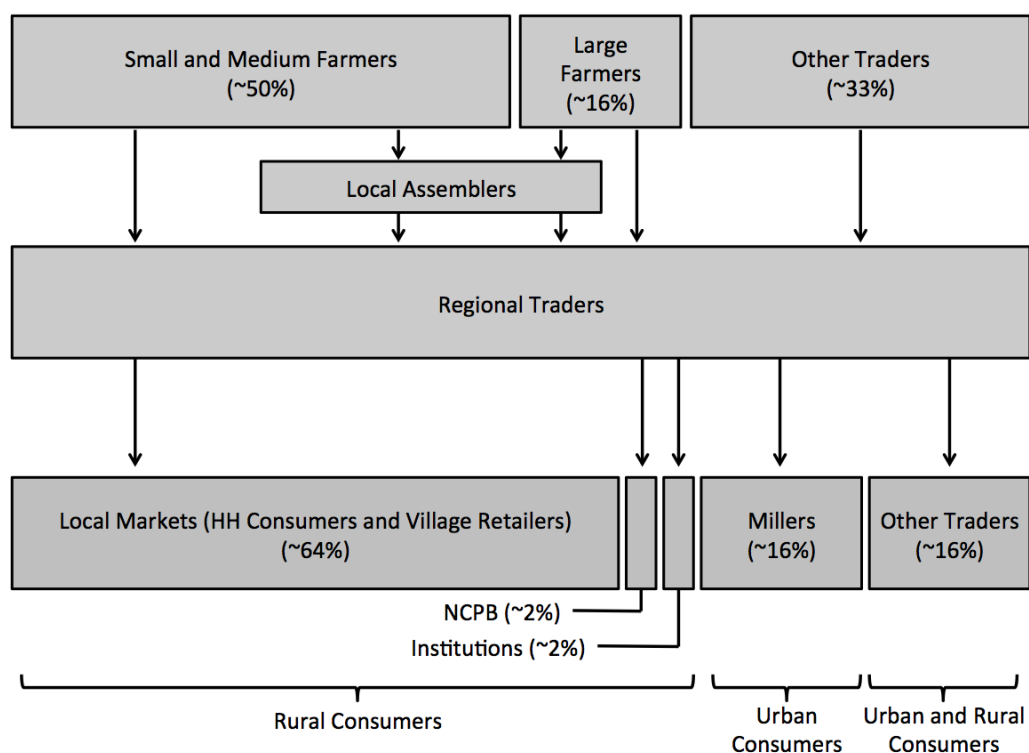 Small and Medium Farmers
(~50%)
Large
Farmers
(~16%)
Other Traders
(~33%)
Local Assemblers
Regional Traders
Local Markets (HH Consumers and Village Retailers)
(~64%)
Millers
(~16%)
Other Traders
(~16%)
NCPB (~2%)
Institutions (~2%)
Rural Consumers
Urban
Consumers
Urban and Rural
Consumers